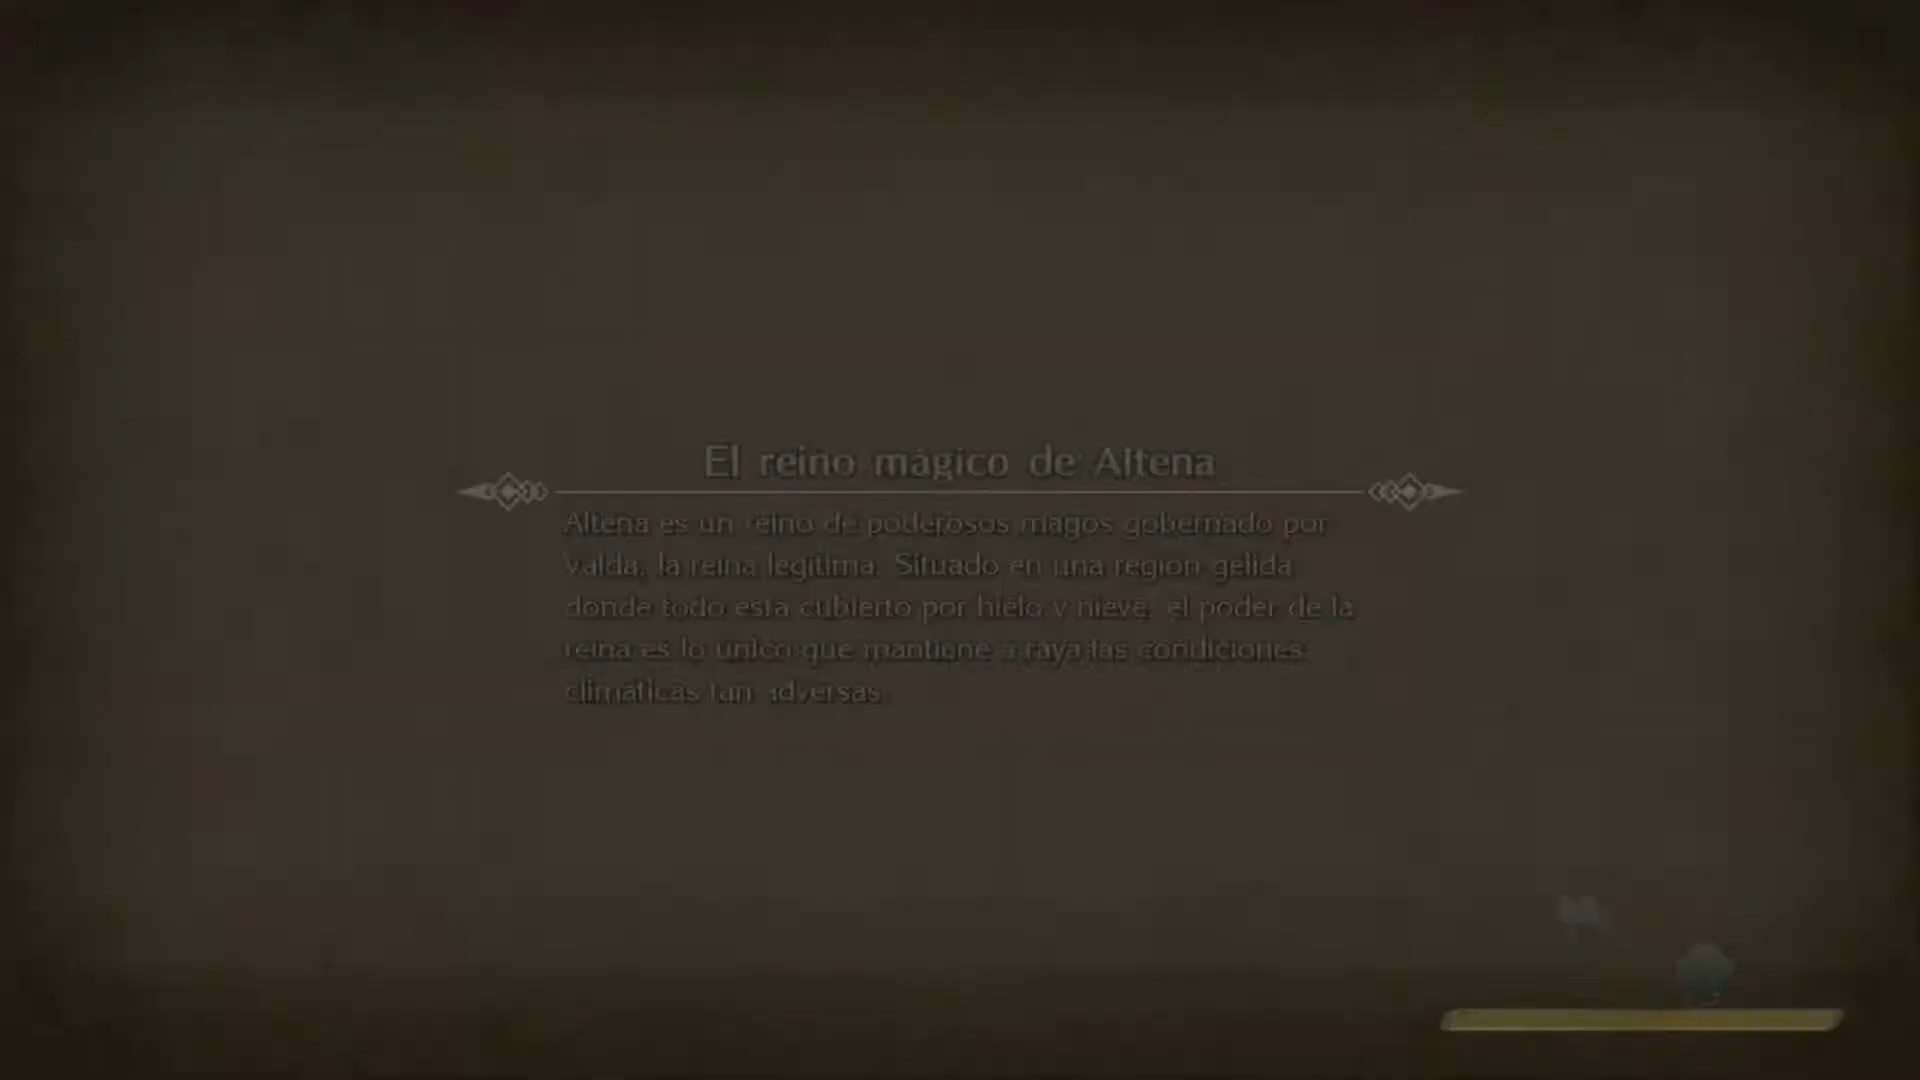 El reino mágico de Altena
Altena es un reino de poderosos magos gobernado por
Valda, la reina legítima. Situado en una región gélida
donde todo está cubierto por hielo y nieve, el poder de la
reina es lo único que mantiene a raya las condiciones
climáticas tan adversas.